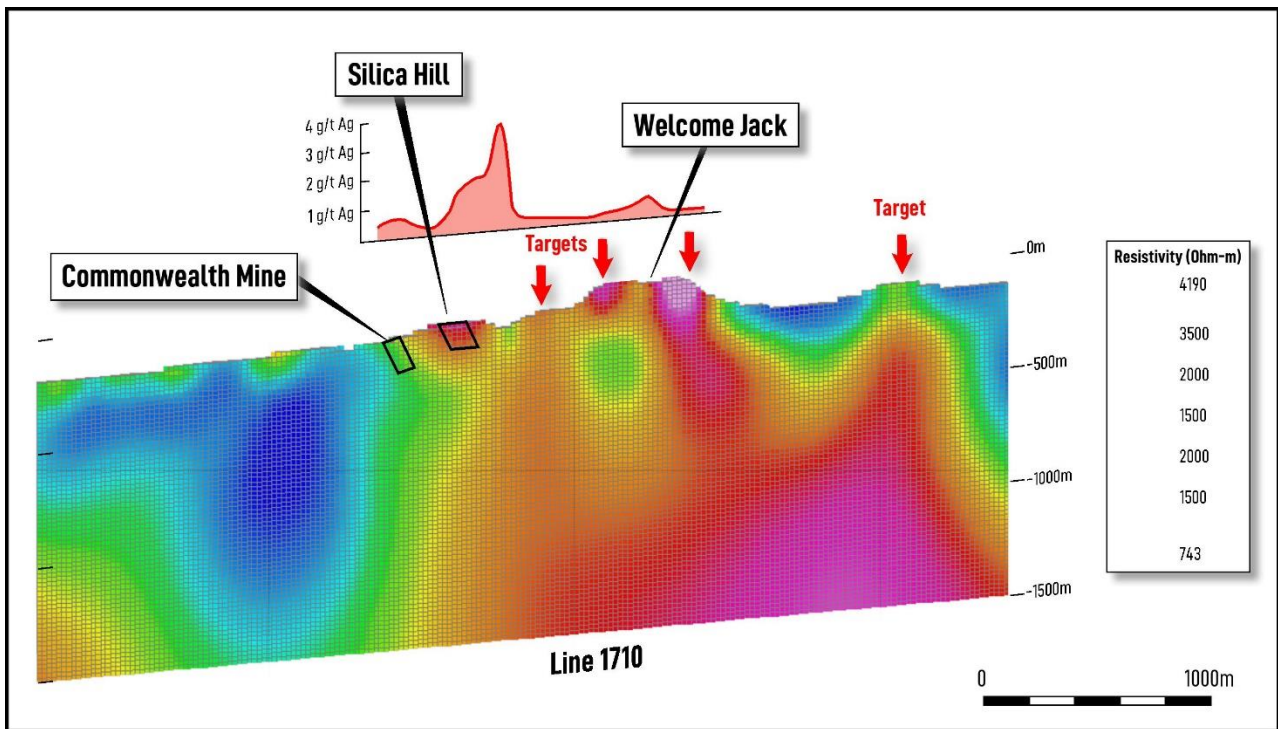 Silica Hill
4 g/t Ag
3 g/t Ag
2 g/t Ag
1 g/t Ag
Welcome Jack
Targets
Target
Commonwealth Mine
0m
-500m
-1000m
-1500m
Resistivity (Ohm-m)
4190
3500
2000
1500
2000
1500
743
Line 1710
0 1000m